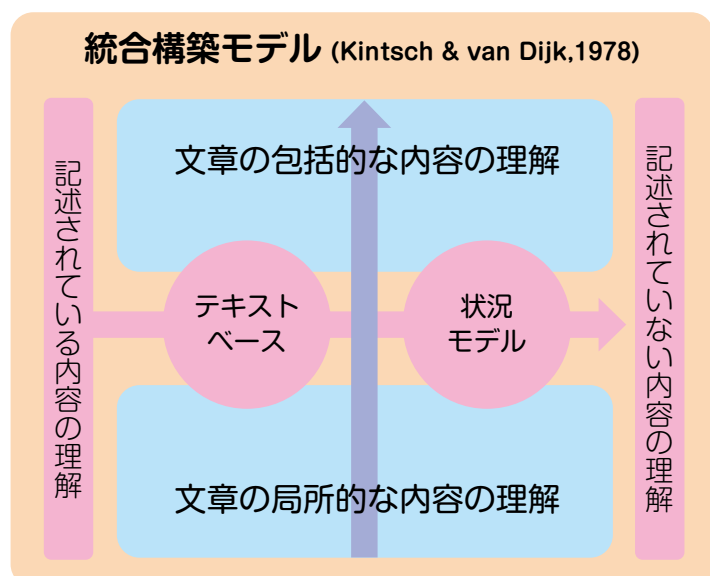 統合構築モデル (Kintsch & van Dijk,1978)
記述されている内容の理解
文章の包括的な内容の理解
テキスト
ベース
状況
モデル
文章の局所的な内容の理解
記述されていない内容の理解